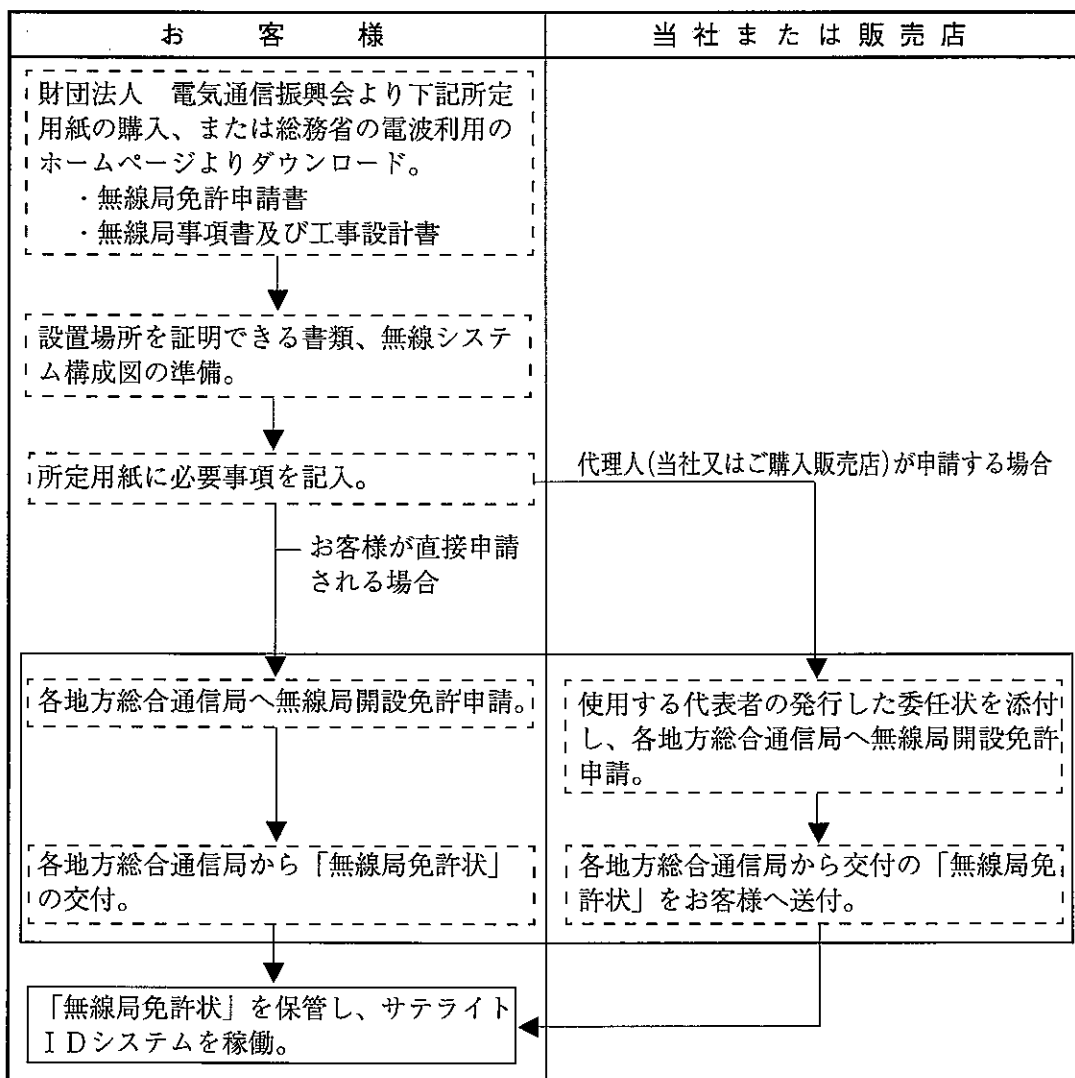 お客様
当社または販売店
財団法人　電気通信振興会より下記所定
用紙の購入、または総務省の電波利用の
ホームページよりダウンロード。
・無線局免許申請書
・無線局事項書及び工事設計書
設置場所を証明できる書類、無線システ
ム構成図の準備。
所定用紙に必要事項を記入。
代理人(当社又はご購入販売店)が申請する場合
お客様が直接申請
される場合
各地方総合通信局へ無線局開設免許申請。
使用する代表者の発行した委任状を添付
し、各地方総合通信局へ無線局開設免許
申請。
各地方総合通信局から「無線局免許状」
の交付。
各地方総合通信局から交付の「無線局免
許状」をお客様へ送付。
「無線局免許状」を保管し、サテライト
ＩＤシステムを稼働。